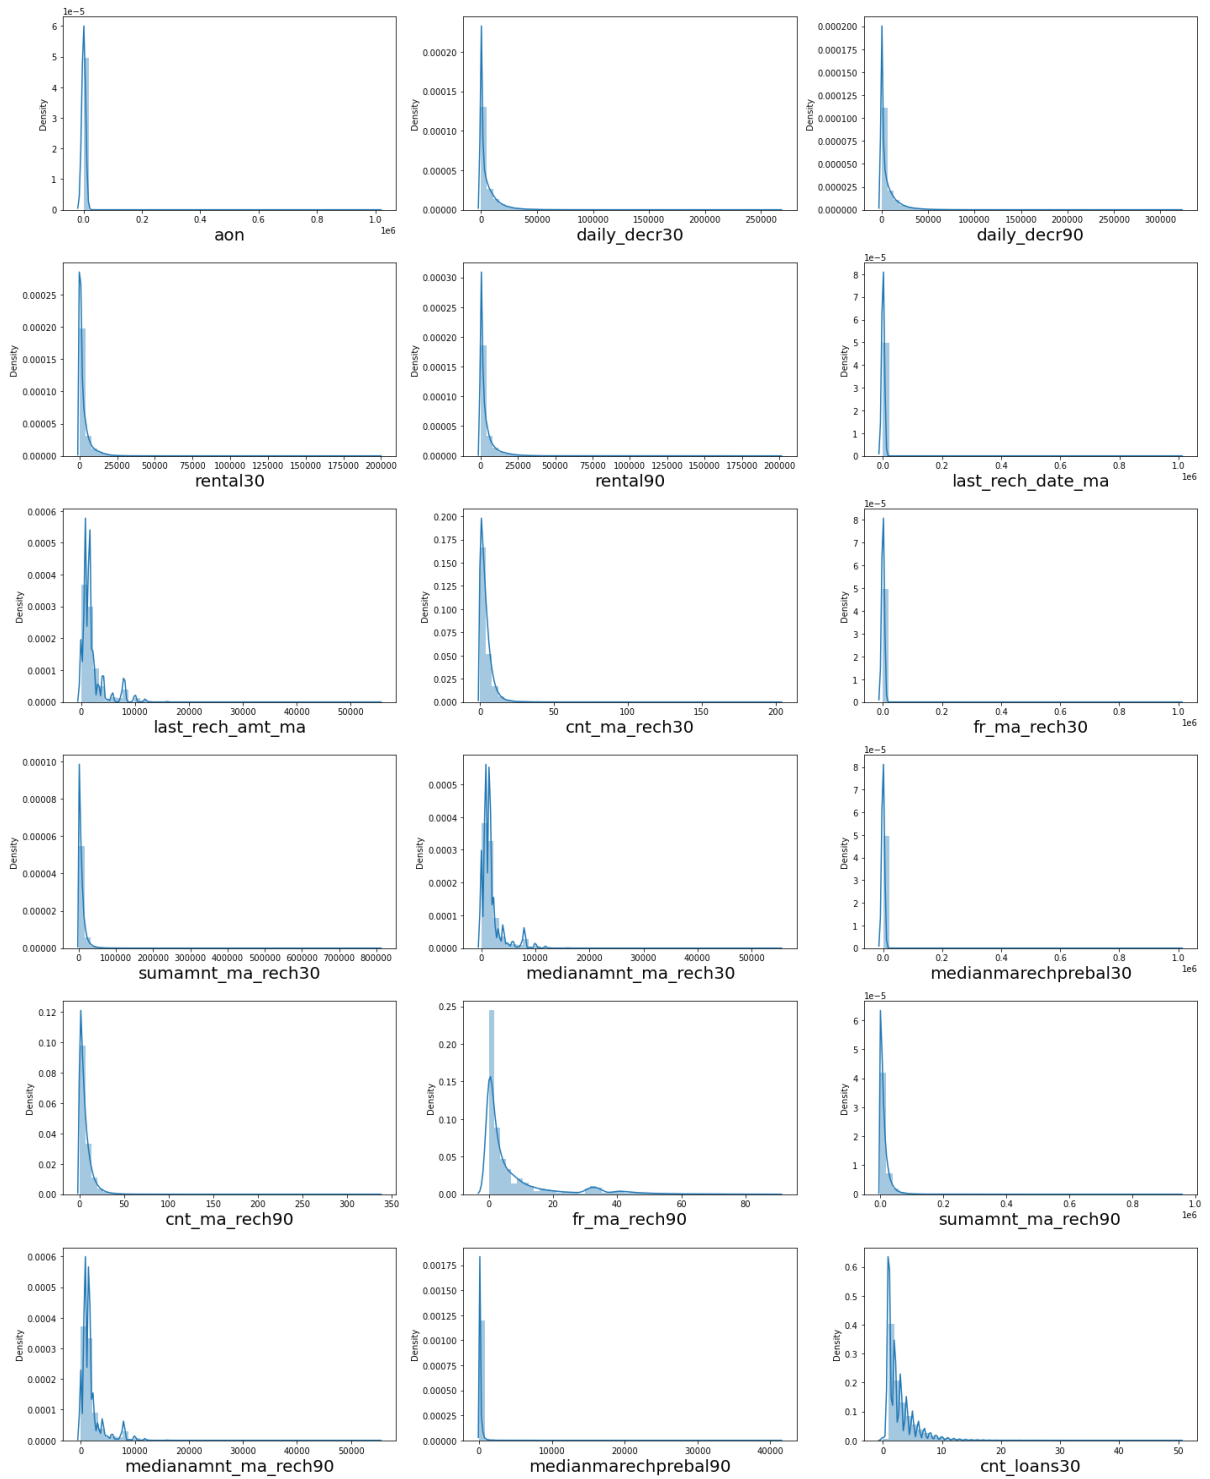 1e−5
6
5
4
3
2
1
0
Density
0.0 0.2 0.4 0.6 0.8 1.0
1e6
aon
0.00020
0.00015
0.00010
0.00005
0.00000
Density
0 50000 100000 150000 200000 250000
daily_decr30
0.000200
0.000175
0.000150
0.000125
0.000100
0.000075
0.000050
0.000025
0.000000
Density
0 50000 100000 150000 200000 250000 300000
daily_decr90
0.00025
0.00020
0.00015
0.00010
0.00005
0.00000
Density
0 25000 50000 75000 100000 125000 150000 175000 200000
rental30
0.00030
0.00025
0.00020
0.00015
0.00010
0.00005
0.00000
Density
0 25000 50000 75000 100000 125000 150000 175000 200000
rental90
1e−5
8
7
6
5
4
3
2
1
0
Density
0.0 0.2 0.4 0.6 0.8 1.0
1e6
last_rech_date_ma
0.0006
0.0005
0.0004
0.0003
0.0002
0.0001
0.0000
Density
0 10000 20000 30000 40000 50000
last_rech_amt_ma
0.200
0.175
0.150
0.125
0.100
0.075
0.050
0.025
0.000
Density
0 50 100 150 200
cnt_ma_rech30
1e−5
8
7
6
5
4
3
2
1
0
Density
0.0 0.2 0.4 0.6 0.8 1.0
1e6
fr_ma_rech30
0.00010
0.00008
0.00006
0.00004
0.00002
0.00000
Density
0 100000 200000 300000 400000 500000 600000 700000 800000
sumamnt_ma_rech30
0.0005
0.0004
0.0003
0.0002
0.0001
0.0000
Density
0 10000 20000 30000 40000 50000
medianamnt_ma_rech30
1e−5
8
7
6
5
4
3
2
1
0
Density
0.0 0.2 0.4 0.6 0.8 1.0
1e6
medianmarechprebal30
0.12
0.10
0.08
0.06
0.04
0.02
0.00
Density
0 50 100 150 200 250 300 350
cnt_ma_rech90
0.25
0.20
0.15
0.10
0.05
0.00
Density
0 20 40 60 80
fr_ma_rech90
1e−5
6
5
4
3
2
1
0
Density
0.0 0.2 0.4 0.6 0.8 1.0
1e6
sumamnt_ma_rech90
0.0006
0.0005
0.0004
0.0003
0.0002
0.0001
0.0000
Density
0 10000 20000 30000 40000 50000
medianamnt_ma_rech90
0.00175
0.00150
0.00125
0.00100
0.00075
0.00050
0.00025
0.00000
Density
0 10000 20000 30000 40000
medianmarechprebal90
0.6
0.5
0.4
0.3
0.2
0.1
0.0
Density
0 10 20 30 40 50
cnt_loans30